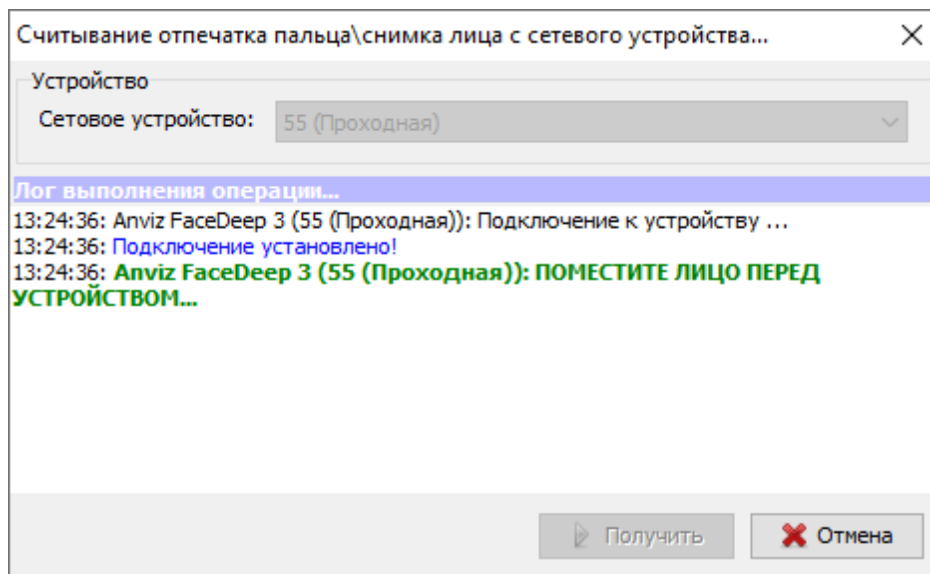 Считывание отпечатка пальца\снимка лица с сетевого устройства...
Устройство
Сетевое устройство: 55 (Проходная)
Лог выполнения операции...
13:24:36: Anviz FaceDeep 3 (55 (Проходная)): Подключение к устройству ...
13:24:36: Подключение установлено!
13:24:36: Anviz FaceDeep 3 (55 (Проходная)): ПОМЕСТИТЕ ЛИЦО ПЕРЕД
УСТРОЙСТВОМ...
Получить Отмена